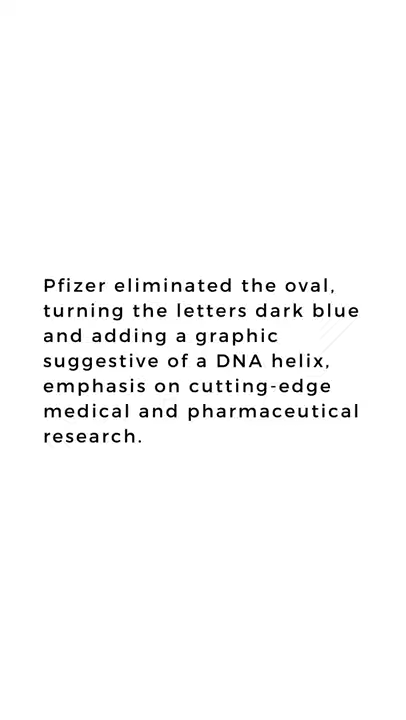 Pfizer eliminated the oval,
turning the letters dark blue
and adding a graphic
suggestive of a DNA helix,
emphasis on cutting-edge
medical and pharmaceutical
research.